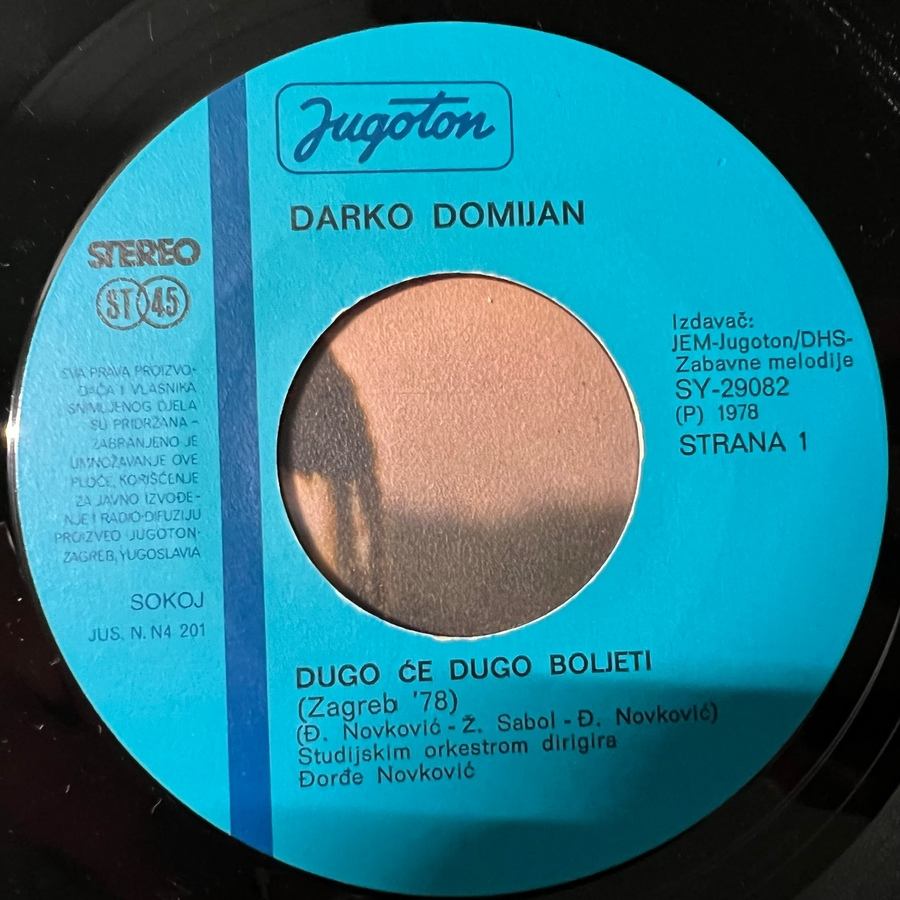 Jugoton
DARKO DOMIJAN
STEREO
ST 45
SVA PRAVA PROIZVO-
ĐAČA I VLASNIKA
SNIMLJENOG DJELA
SU PRIDRŽANA -
ZABRANJENO JE
UMNOŽAVANJE OVE
PLOČE, KORIŠĆENJE
ZA JAVNO IZVOĐE-
NJE I RADIO-DIFUZIJU
PROIZVEO JUGOTON-
ZAGREB, YUGOSLAVIA
SOKOJ
JUS. N. N4 201
Izdavač:
JEM-Jugoton/DHS-
Zabavne melodije
SY-29082
(P) 1978
STRANA 1
DUGO ĆE DUGO BOLJETI
(Zagreb '78)
(Đ. Novković - Ž. Sabol - Đ. Novković)
Studijskim orkestrom dirigira
Đorđe Novković